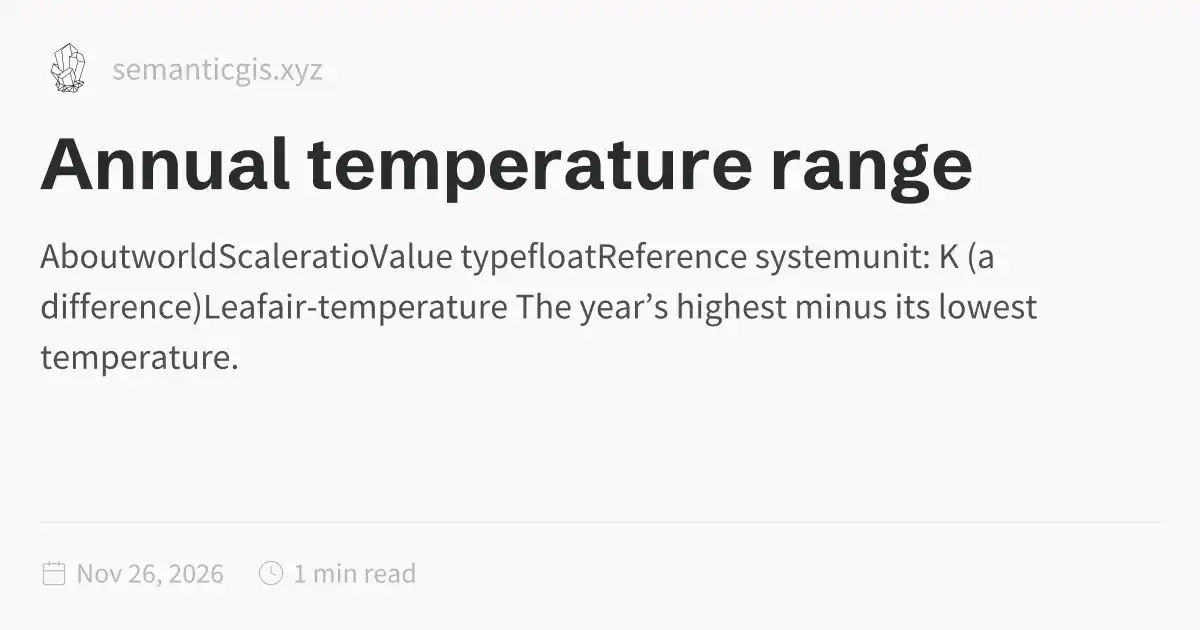 semanticgis.xyz
Annual temperature range
AboutworldScaleratioValue typefloatReference systemunit: K (a
difference)Leafair-temperature The year’s highest minus its lowest
temperature.
Nov 26, 2026 1 min read